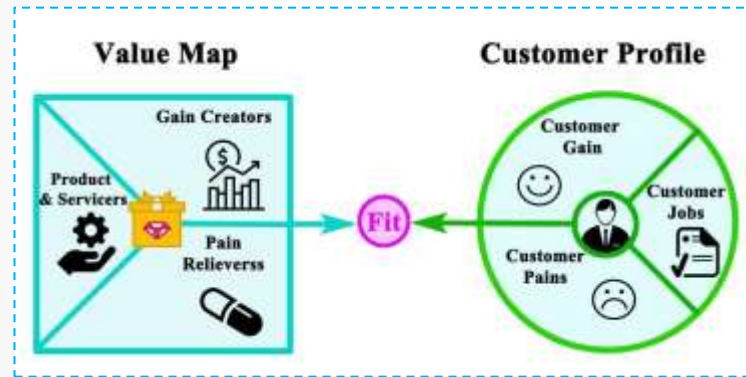 Value Map
Customer Profile
Gain Creators
$
Product
& Servicers
Pain
Relieverss
Fit
Customer
Gain
Customer
Jobs
Customer
Pains